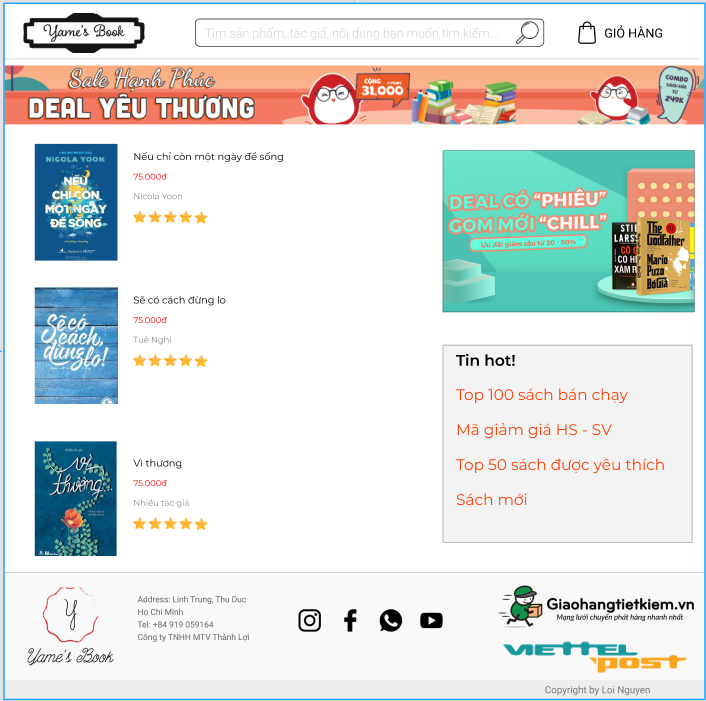 Yame's Book
Tìm sản phẩm, tác giả, nội dung bạn muốn tìm kiếm...
GIỎ HÀNG
Sale Hạnh Phúc
DEAL YÊU THƯƠNG
CỘNG
31.000
COMBO
TỪ
249K
NICOLA YOON
NẾU
CHỈ CÒN
MỘT NGÀY
ĐỂ SỐNG
Nếu chỉ còn một ngày để sống
75.000đ
Nicola Yoon
DEAL CÓ “PHIÊU”
GOM MỚI “CHILL”
Ưu đãi giảm sâu từ 20 - 50%
The
Godfather
Mario
Puzo
Bố Già
Sẽ có
cách,
đừng
lo!
Sẽ có cách đừng lo
75.000đ
Tuệ Nghi
Tin hot!
Top 100 sách bán chạy
Mã giảm giá HS - SV
Top 50 sách được yêu thích
Sách mới
Vì
thương...
Vì thương
75.000đ
Nhiều tác giả
Y
Yame's Book
Address: Linh Trung, Thu Duc
Ho Chi Minh
Tel: +84 919 059164
Công ty TNHH MTV Thành Lợi
Giaohangtietkiem.vn
Mạng lưới chuyển phát hàng nhanh nhất
VIETTEL
post
Copyright by Loi Nguyen